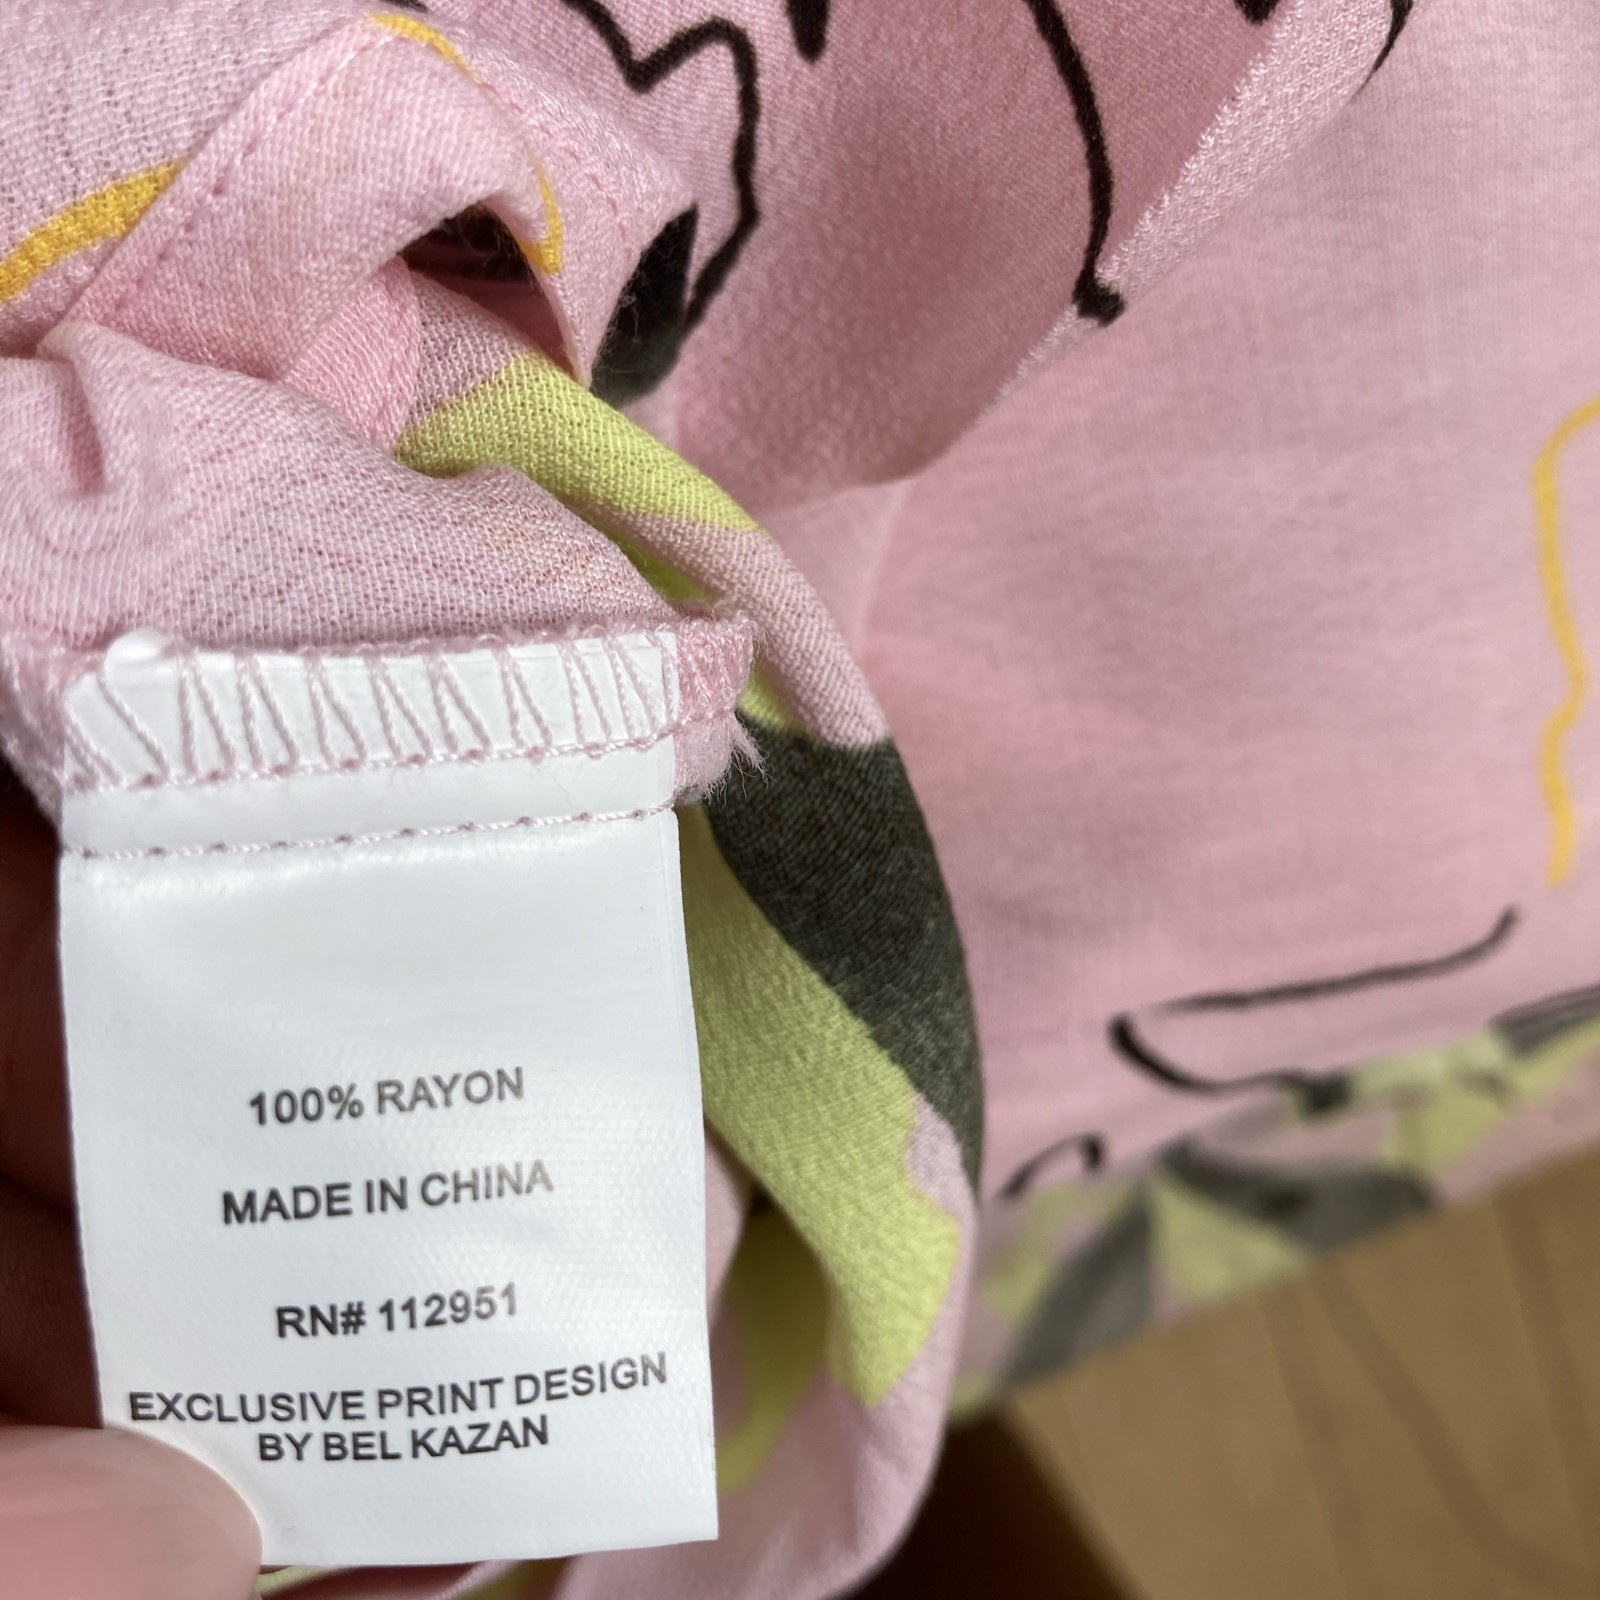 100% RAYON
MADE IN CHINA
RN# 112951
EXCLUSIVE PRINT DESIGN
BY BEL KAZAN